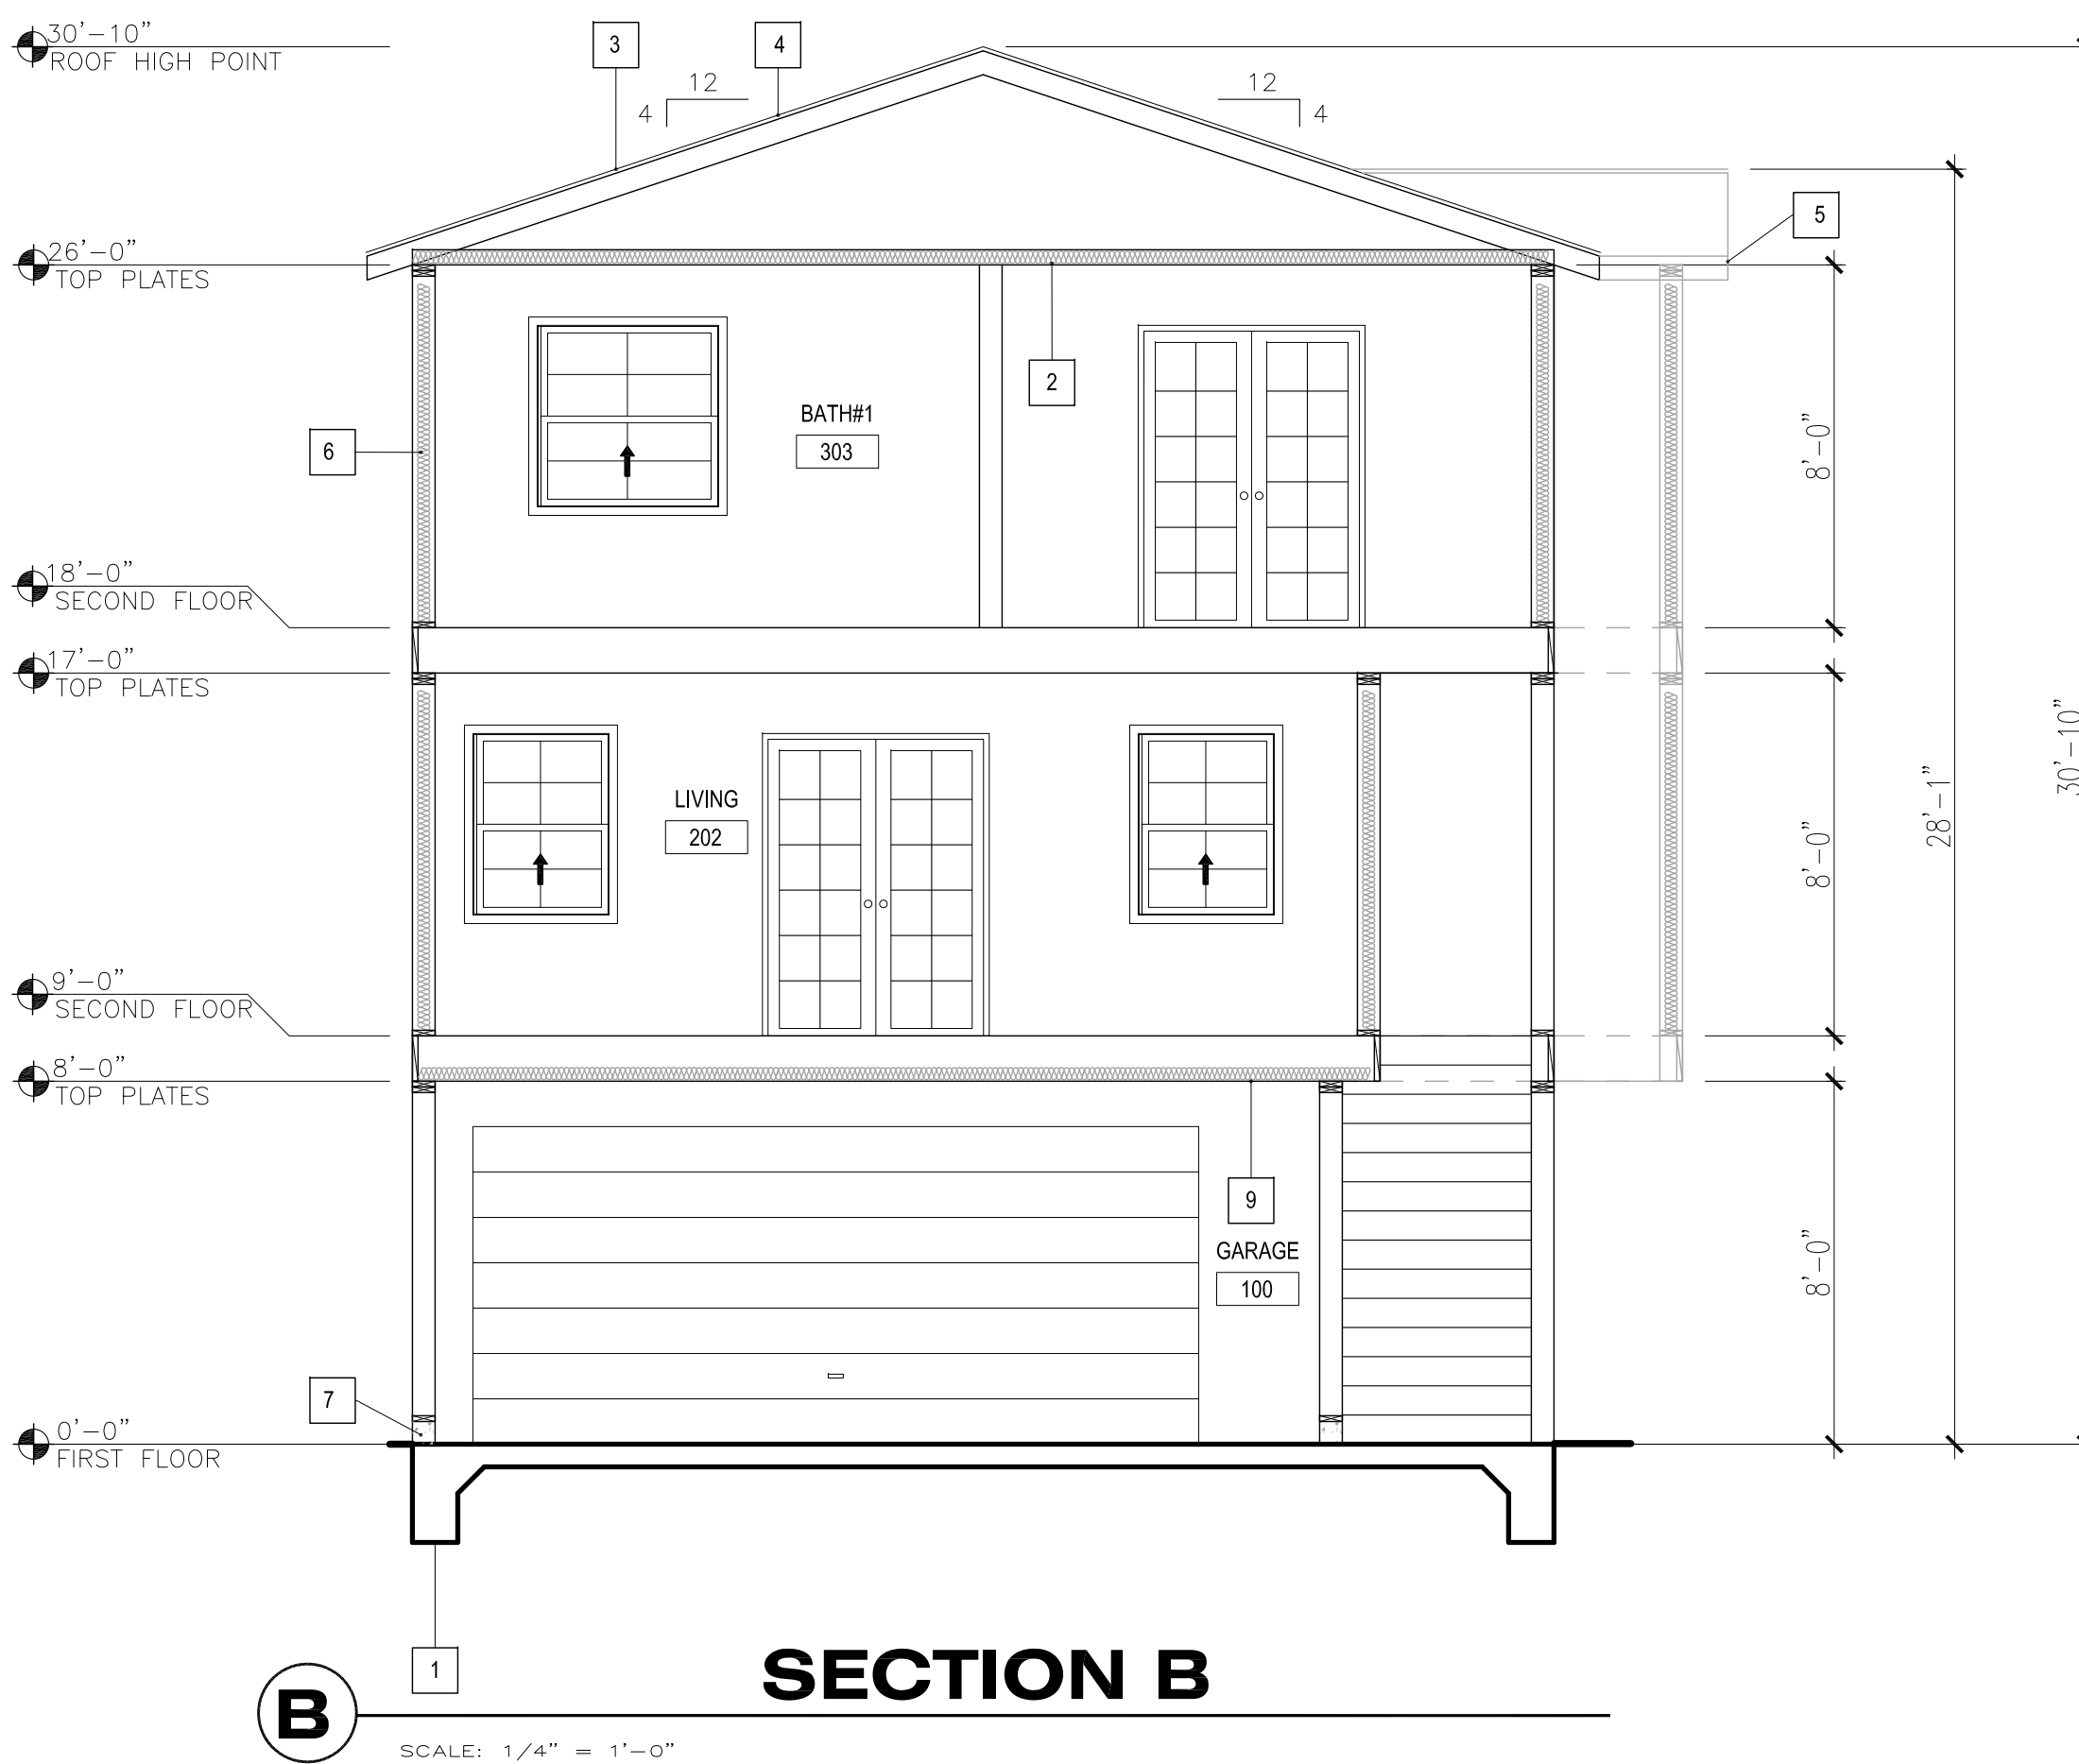 30'-10"
ROOF HIGH POINT
3
4
12
4
12
4
5
26'-0"
TOP PLATES
2
BATH#1
303
6
8'-0"
18'-0"
SECOND FLOOR
17'-0"
TOP PLATES
30'-10"
28'-1"
LIVING
202
8'-0"
9'-0"
SECOND FLOOR
8'-0"
TOP PLATES
9
GARAGE
100
8'-0"
7
0'-0"
FIRST FLOOR
1
SECTION B
B
SCALE: 1/4" = 1'-0"